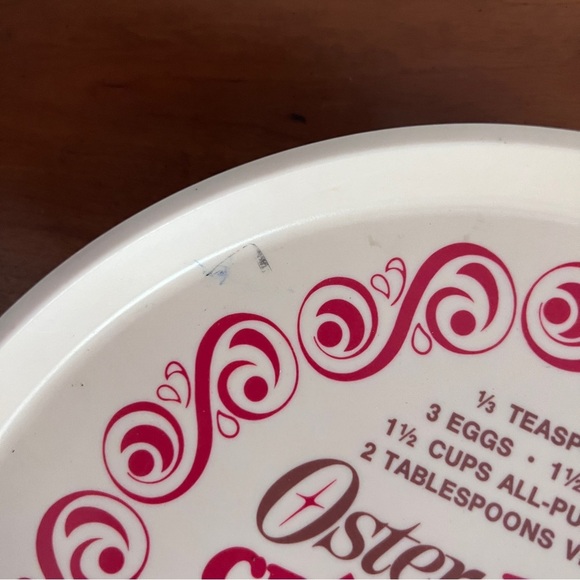 ⅓ TEASP
3 EGGS · 1½
1½ CUPS ALL-PU
2 TABLESPOONS V
Oster